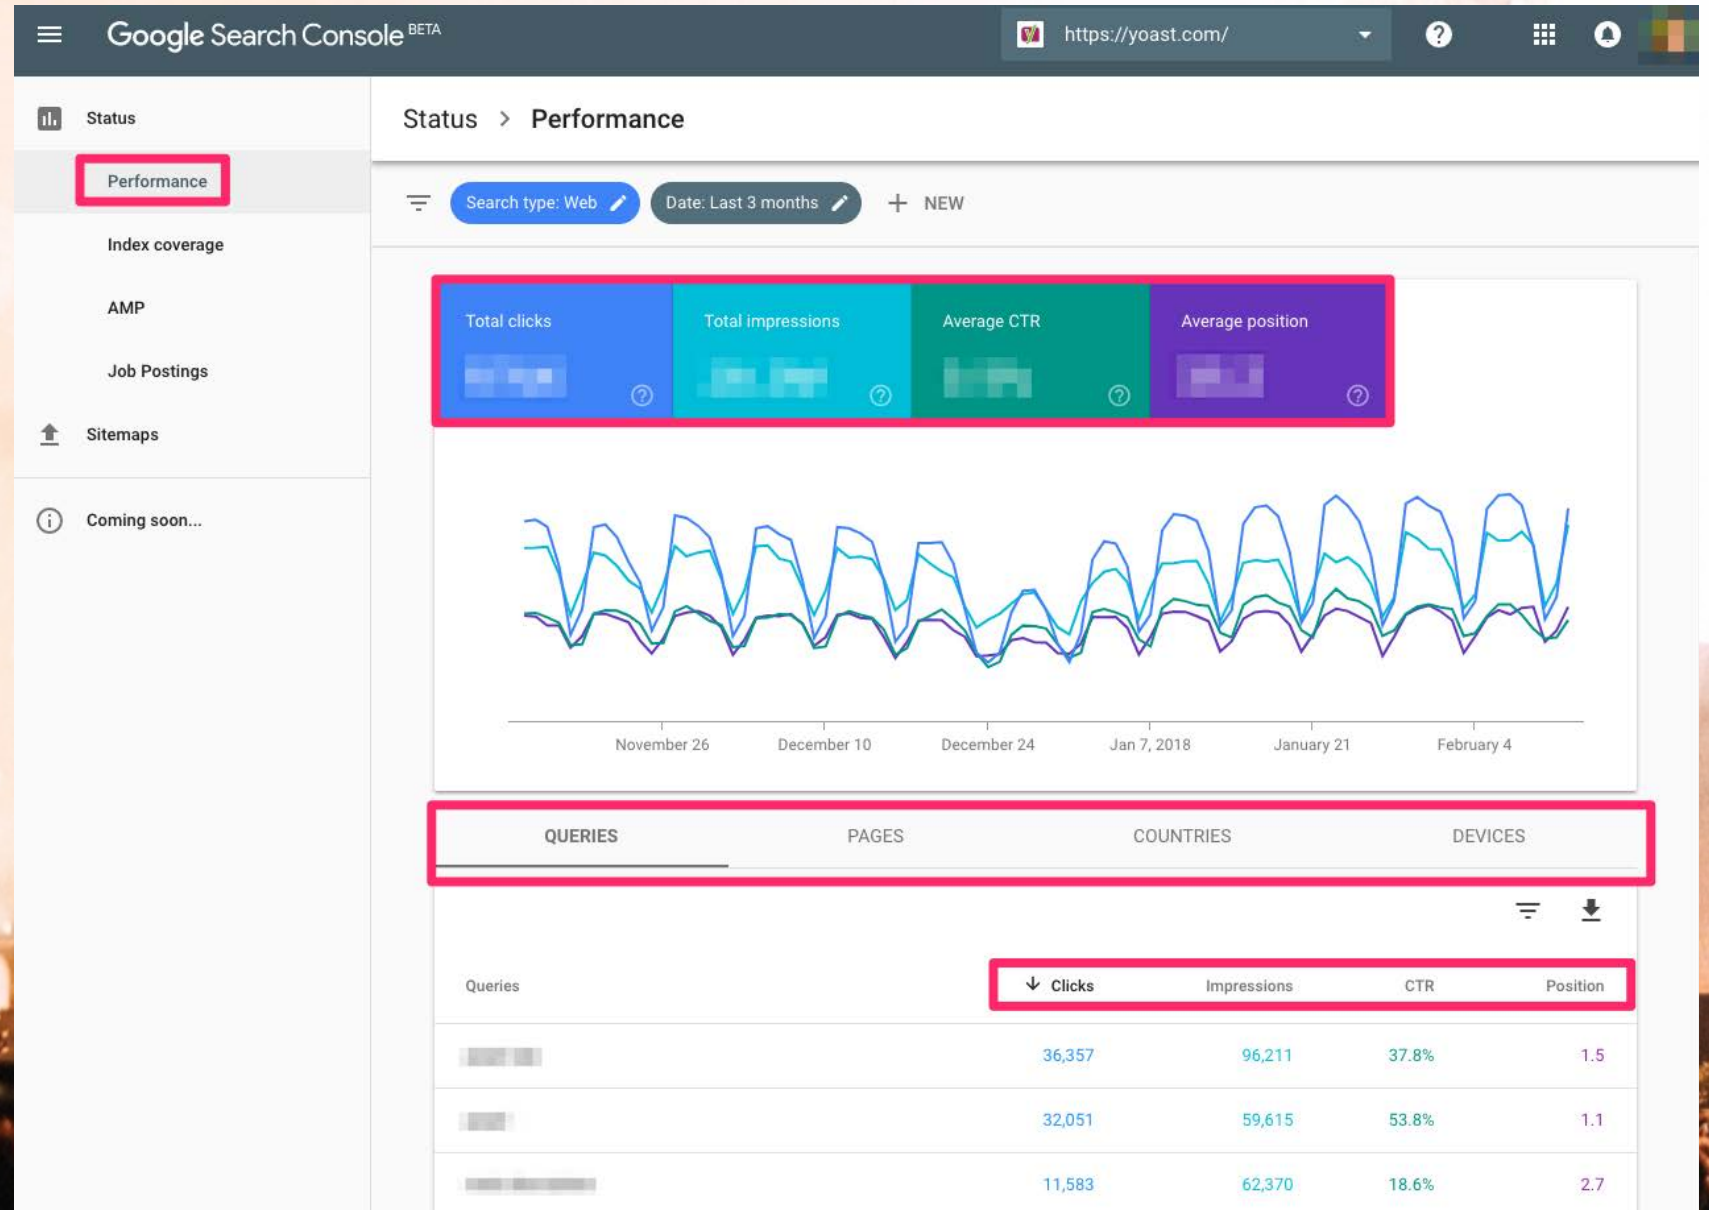 Google Search Console BETA
https://yoast.com/
Status
Performance
Index coverage
AMP
Job Postings
Sitemaps
Coming soon...
Status > Performance
Search type: Web
Date: Last 3 months
+ NEW
Total clicks
Total impressions
Average CTR
Average position
November 26
December 10
December 24
Jan 7, 2018
January 21
February 4
QUERIES
PAGES
COUNTRIES
DEVICES
Queries Clicks Impressions CTR Position
36,357 96,211 37.8% 1.5
32,051 59,615 53.8% 1.1
11,583 62,370 18.6% 2.7